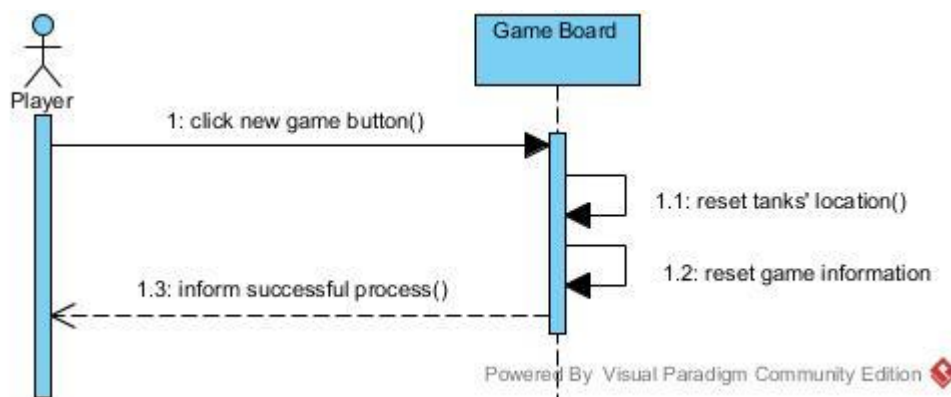 Game Board
Player
1: click new game button()
1.1: reset tanks' location()
1.2: reset game information
1.3: inform successful process()
Powered By Visual Paradigm Community Edition